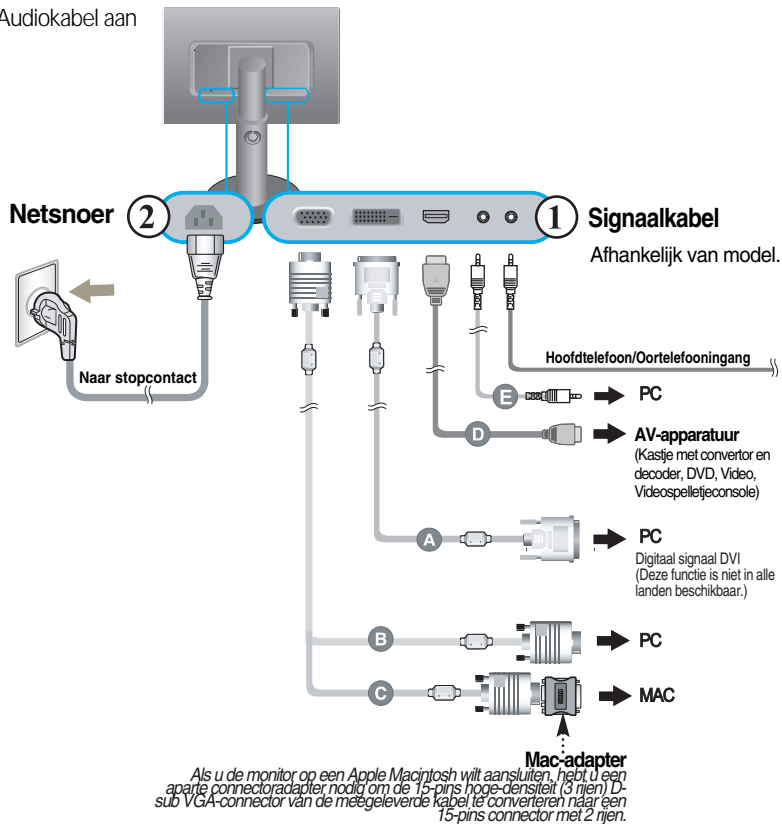 Audiokabel aan
Netsnoer
2
1
Signaalkabel
Afhankelijk van model.
Naar stopcontact
Hoofdtelefoon/Oortelefooningang
E
PC
D
AV-apparatuur
(Kastje met convertor en
decoder, DVD, Video,
Videospelletjeconsole)
A
PC
Digitaal signaal DVI
(Deze functie is niet in alle
landen beschikbaar.)
B
PC
C
MAC
Mac-adapter
Als u de monitor op een Apple Macintosh wilt aansluiten, hebt u een
aparte connectoradapter nodig om de 15-pins hoge-densiteit (3 rijen) D-
sub VGA-connector van de meegeleverde kabel te converteren naar een
15-pins connector met 2 rijen.